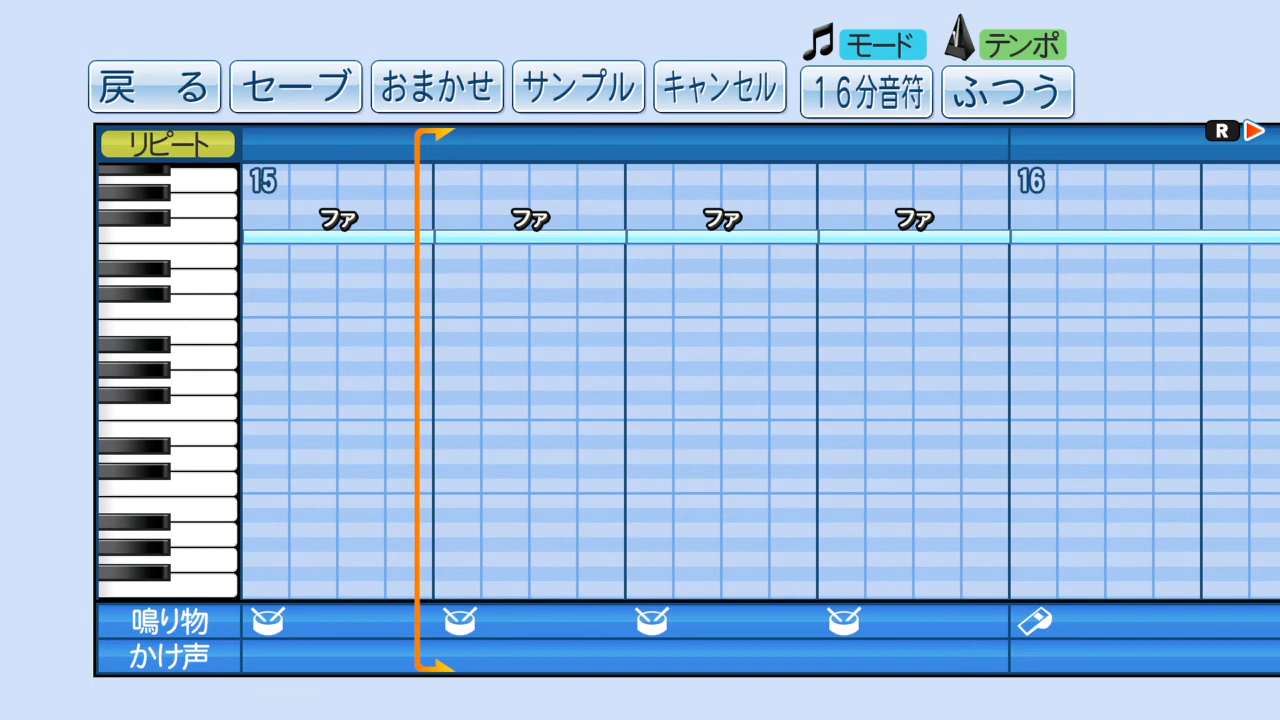 モード テンポ
戻る セーブ おまかせ サンプル キャンセル 16分音符 ふつう
リピート R
15 16
ファ ファ ファ ファ
鳴り物
かけ声